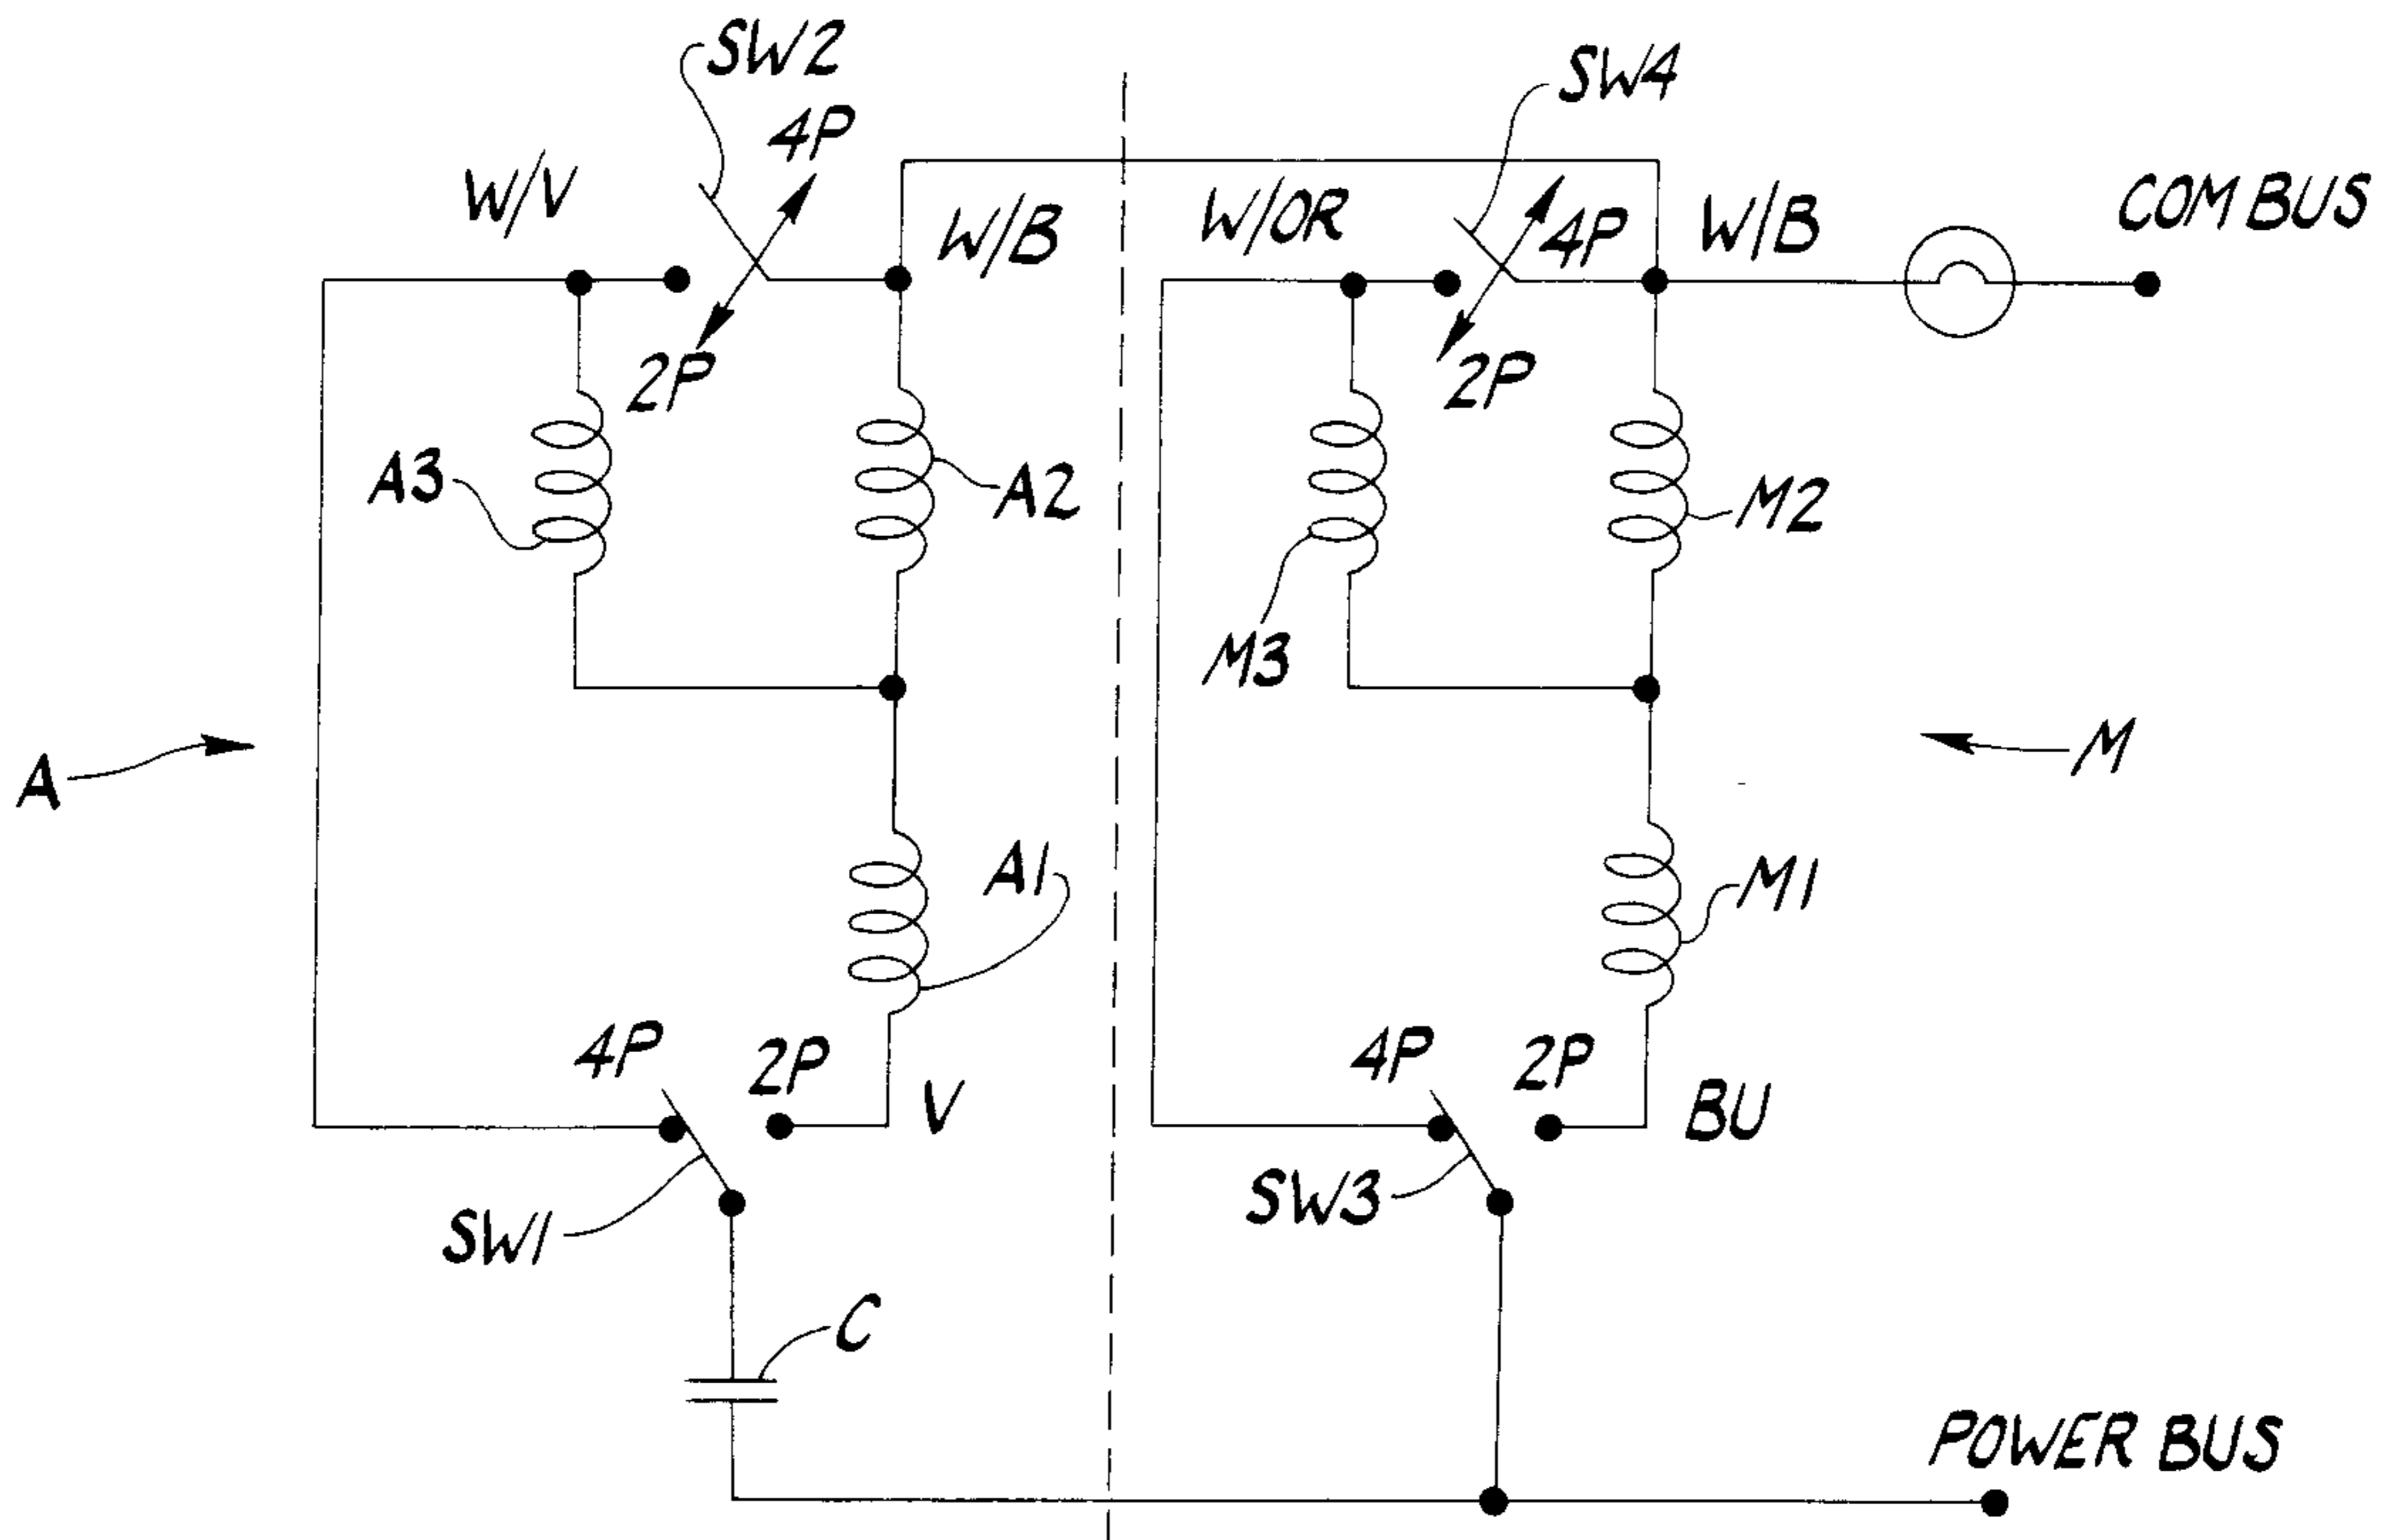 SW2
SW4
4P
W/V
W/B
W/OR
4P
W/B
COM BUS
2P
2P
A3
A2
M2
M3
A
M
A1
M1
4P
2P
V
4P
2P
BU
SW1
SW3
C
POWER BUS